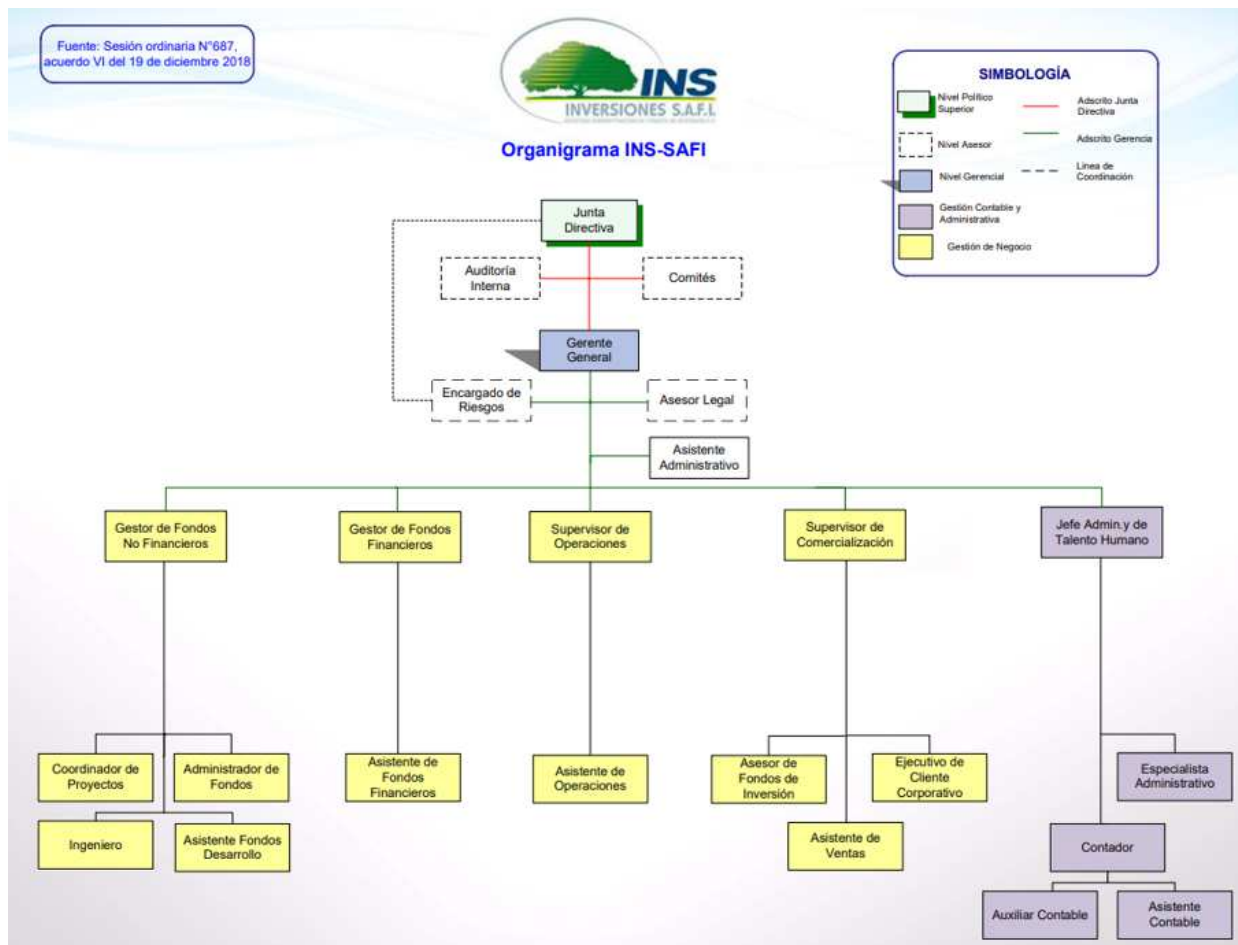 Fuente: Sesión ordinaria N°687,
acuerdo VI del 19 de diciembre 2018
INS
INVERSIONES S.A.F.I.
Organigrama INS-SAFI
SIMBOLOGÍA
Nivel Político
Superior
Adscrito Junta
Directiva
Nivel Asesor
Adscrito Gerencia
Nivel Gerencial
Linea de
Coordinación
Gestión Contable y
Administrativa
Gestión de Negocio
Junta
Directiva
Auditoría
Interna
Comités
Gerente
General
Encargado de
Riesgos
Asesor Legal
Asistente
Administrativo
Gestor de Fondos
No Financieros
Gestor de Fondos
Financieros
Supervisor de
Operaciones
Supervisor de
Comercialización
Jefe Admin.y de
Talento Humano
Coordinador de
Proyectos
Administrador de
Fondos
Asistente de
Fondos
Financieros
Asistente de
Operaciones
Asesor de
Fondos de
Inversión
Ejecutivo de
Cliente
Corporativo
Especialista
Administrativo
Ingeniero
Asistente Fondos
Desarrollo
Asistente de
Ventas
Contador
Auxiliar Contable
Asistente
Contable